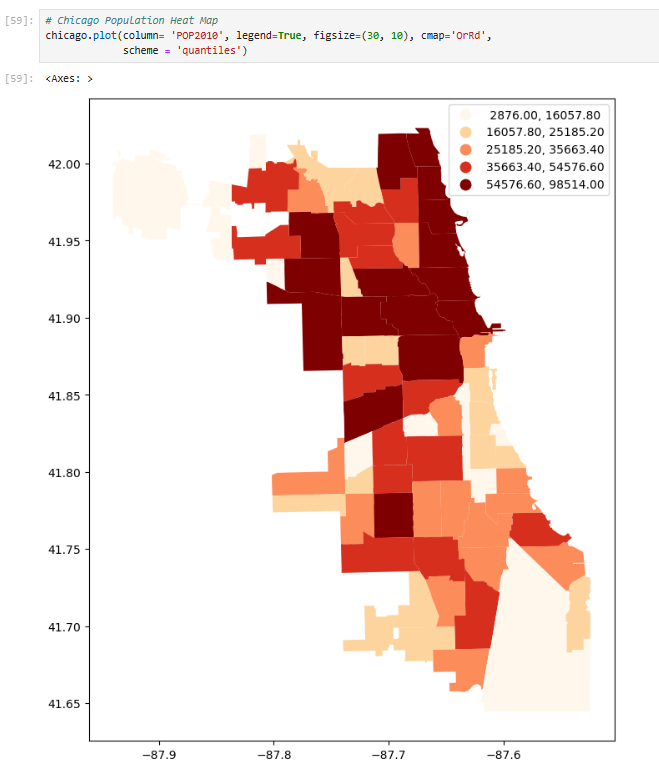 [59]: # Chicago Population Heat Map
chicago.plot(column= 'POP2010', legend=True, figsize=(30, 10), cmap='OrRd',
scheme = 'quantiles')
[59]: <Axes: >
2876.00, 16057.80
16057.80, 25185.20
25185.20, 35663.40
35663.40, 54576.60
54576.60, 98514.00
42.00
41.95
41.90
41.85
41.80
41.75
41.70
41.65
−87.9 −87.8 −87.7 −87.6